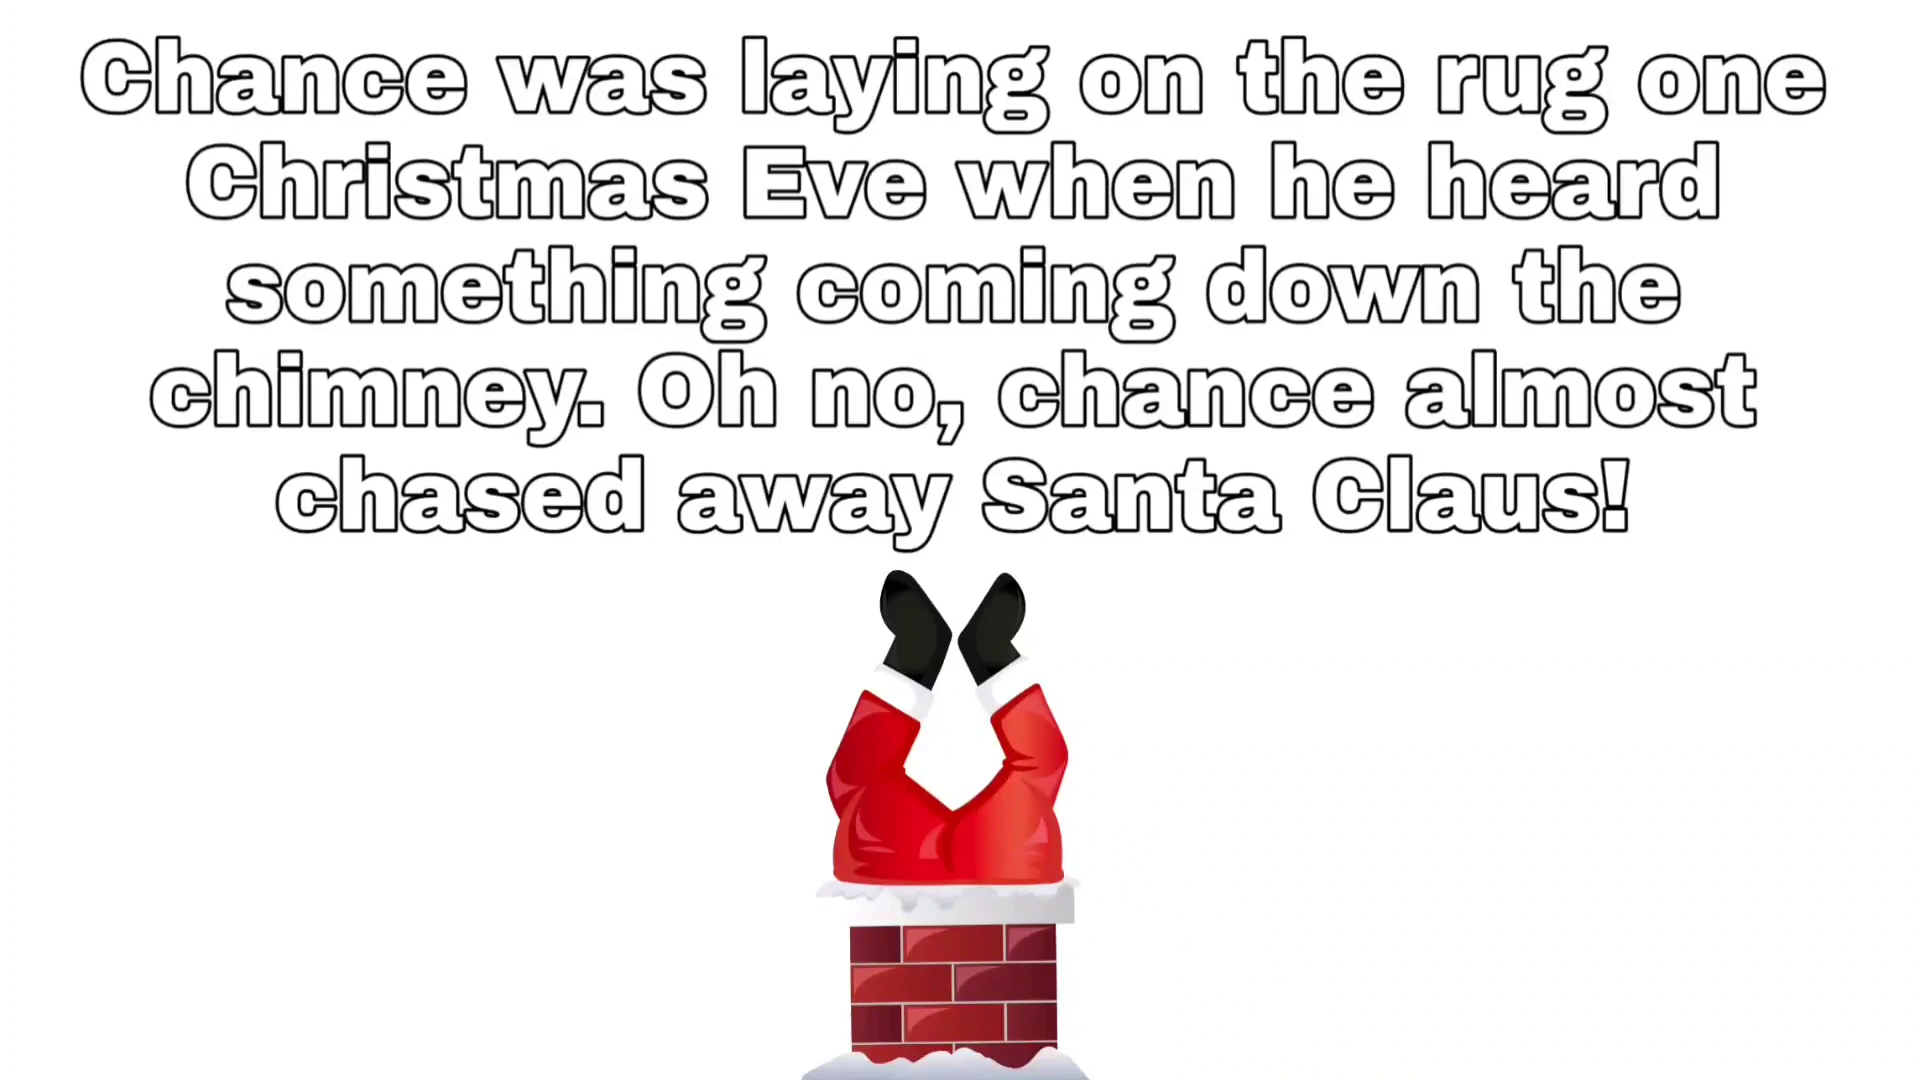 Chance was laying on the rug one
Christmas Eve when he heard
something coming down the
chimney. Oh no, chance almost
chased away Santa Claus!